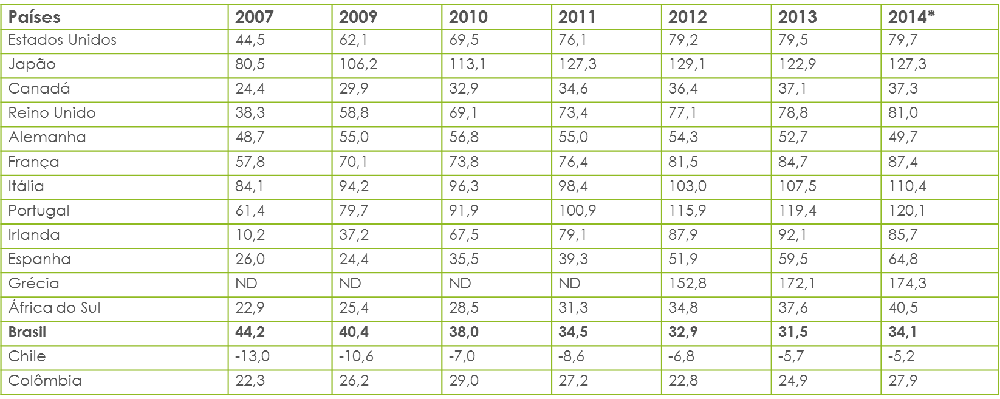 Países 2007 2009 2010 2011 2012 2013 2014*
Estados Unidos 44,5 62,1 69,5 76,1 79,2 79,5 79,7
Japão 80,5 106,2 113,1 127,3 129,1 122,9 127,3
Canadá 24,4 29,9 32,9 34,6 36,4 37,1 37,3
Reino Unido 38,3 58,8 69,1 73,4 77,1 78,8 81,0
Alemanha 48,7 55,0 56,8 55,0 54,3 52,7 49,7
França 57,8 70,1 73,8 76,4 81,5 84,7 87,4
Itália 84,1 94,2 96,3 98,4 103,0 107,5 110,4
Portugal 61,4 79,7 91,9 100,9 115,9 119,4 120,1
Irlanda 10,2 37,2 67,5 79,1 87,9 92,1 85,7
Espanha 26,0 24,4 35,5 39,3 51,9 59,5 64,8
Grécia ND ND ND ND 152,8 172,1 174,3
África do Sul 22,9 25,4 28,5 31,3 34,8 37,6 40,5
Brasil 44,2 40,4 38,0 34,5 32,9 31,5 34,1
Chile -13,0 -10,6 -7,0 -8,6 -6,8 -5,7 -5,2
Colômbia 22,3 26,2 29,0 27,2 22,8 24,9 27,9